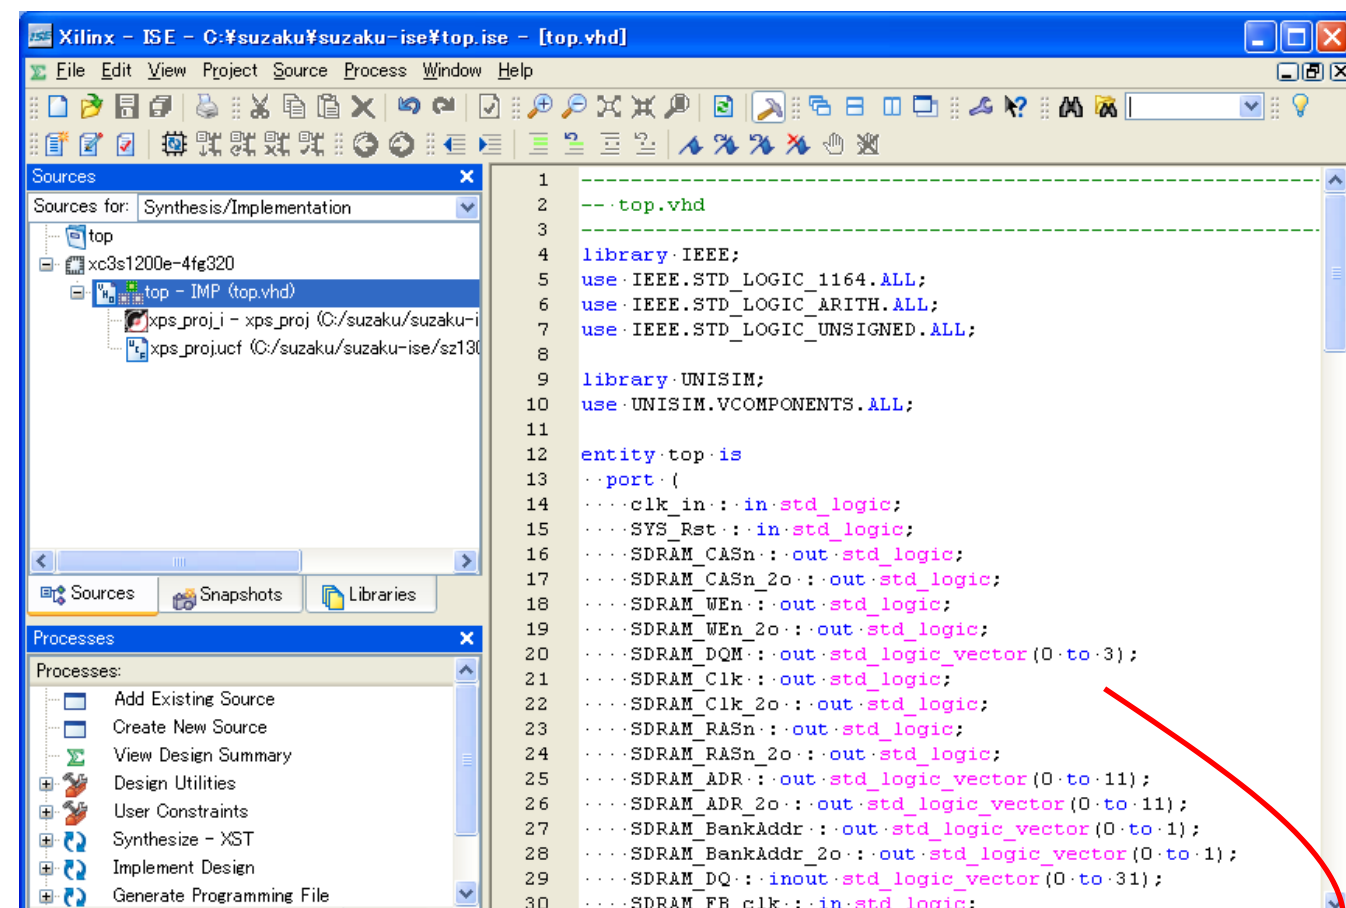 Xilinx - ISE - C:¥suzaku¥suzaku-ise¥top.ise - [top.vhd]
File Edit View Project Source Process Window Help
Sources
Sources for: Synthesis/Implementation
top
xc3s1200e-4fg320
top - IMP (top.vhd)
xps_proj_i - xps_proj (C:/suzaku/suzaku-i
xps_proj.ucf (C:/suzaku/suzaku-ise/sz130
Sources Snapshots Libraries
Processes
Processes:
Add Existing Source
Create New Source
View Design Summary
Design Utilities
User Constraints
Synthesize - XST
Implement Design
Generate Programming File
1 ------------------------------------------------------------
2 -- top.vhd
3 ------------------------------------------------------------
4 library IEEE;
5 use IEEE.STD_LOGIC_1164.ALL;
6 use IEEE.STD_LOGIC_ARITH.ALL;
7 use IEEE.STD_LOGIC_UNSIGNED.ALL;
8
9 library UNISIM;
10 use UNISIM.VCOMPONENTS.ALL;
11
12 entity top is
13 port (
14 clk_in : in std_logic;
15 SYS_Rst : in std_logic;
16 SDRAM_CASn : out std_logic;
17 SDRAM_CASn_2o : out std_logic;
18 SDRAM_WEn : out std_logic;
19 SDRAM_WEn_2o : out std_logic;
20 SDRAM_DQM : out std_logic_vector(0 to 3);
21 SDRAM_Clk : out std_logic;
22 SDRAM_Clk_2o : out std_logic;
23 SDRAM_RASn : out std_logic;
24 SDRAM_RASn_2o : out std_logic;
25 SDRAM_ADR : out std_logic_vector(0 to 11);
26 SDRAM_ADR_2o : out std_logic_vector(0 to 11);
27 SDRAM_BankAddr : out std_logic_vector(0 to 1);
28 SDRAM_BankAddr_2o : out std_logic_vector(0 to 1);
29 SDRAM_DQ : inout std_logic_vector(0 to 31);
30 SDRAM_FB_clk : in std_logic;